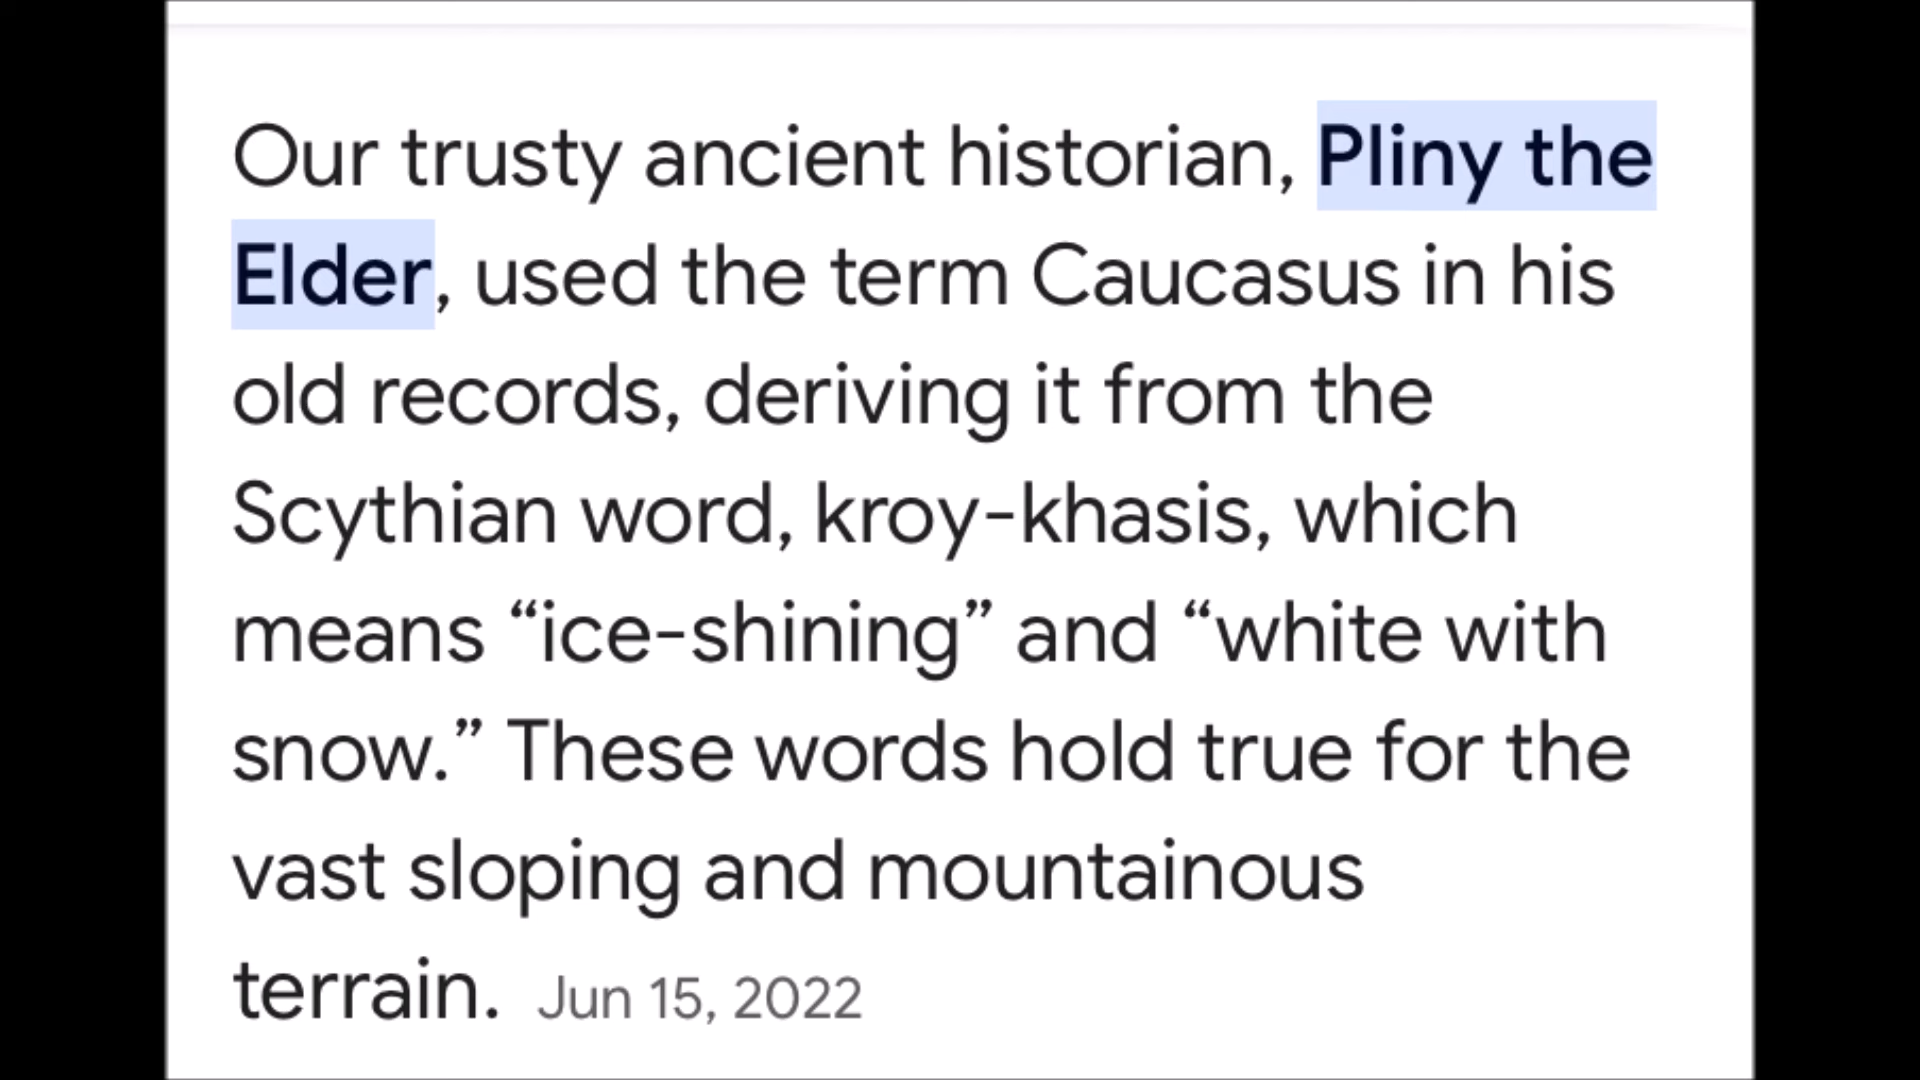 Our trusty ancient historian, Pliny the
Elder, used the term Caucasus in his
old records, deriving it from the
Scythian word, kroy-khasis, which
means “ice-shining” and “white with
snow.” These words hold true for the
vast sloping and mountainous
terrain. Jun 15, 2022